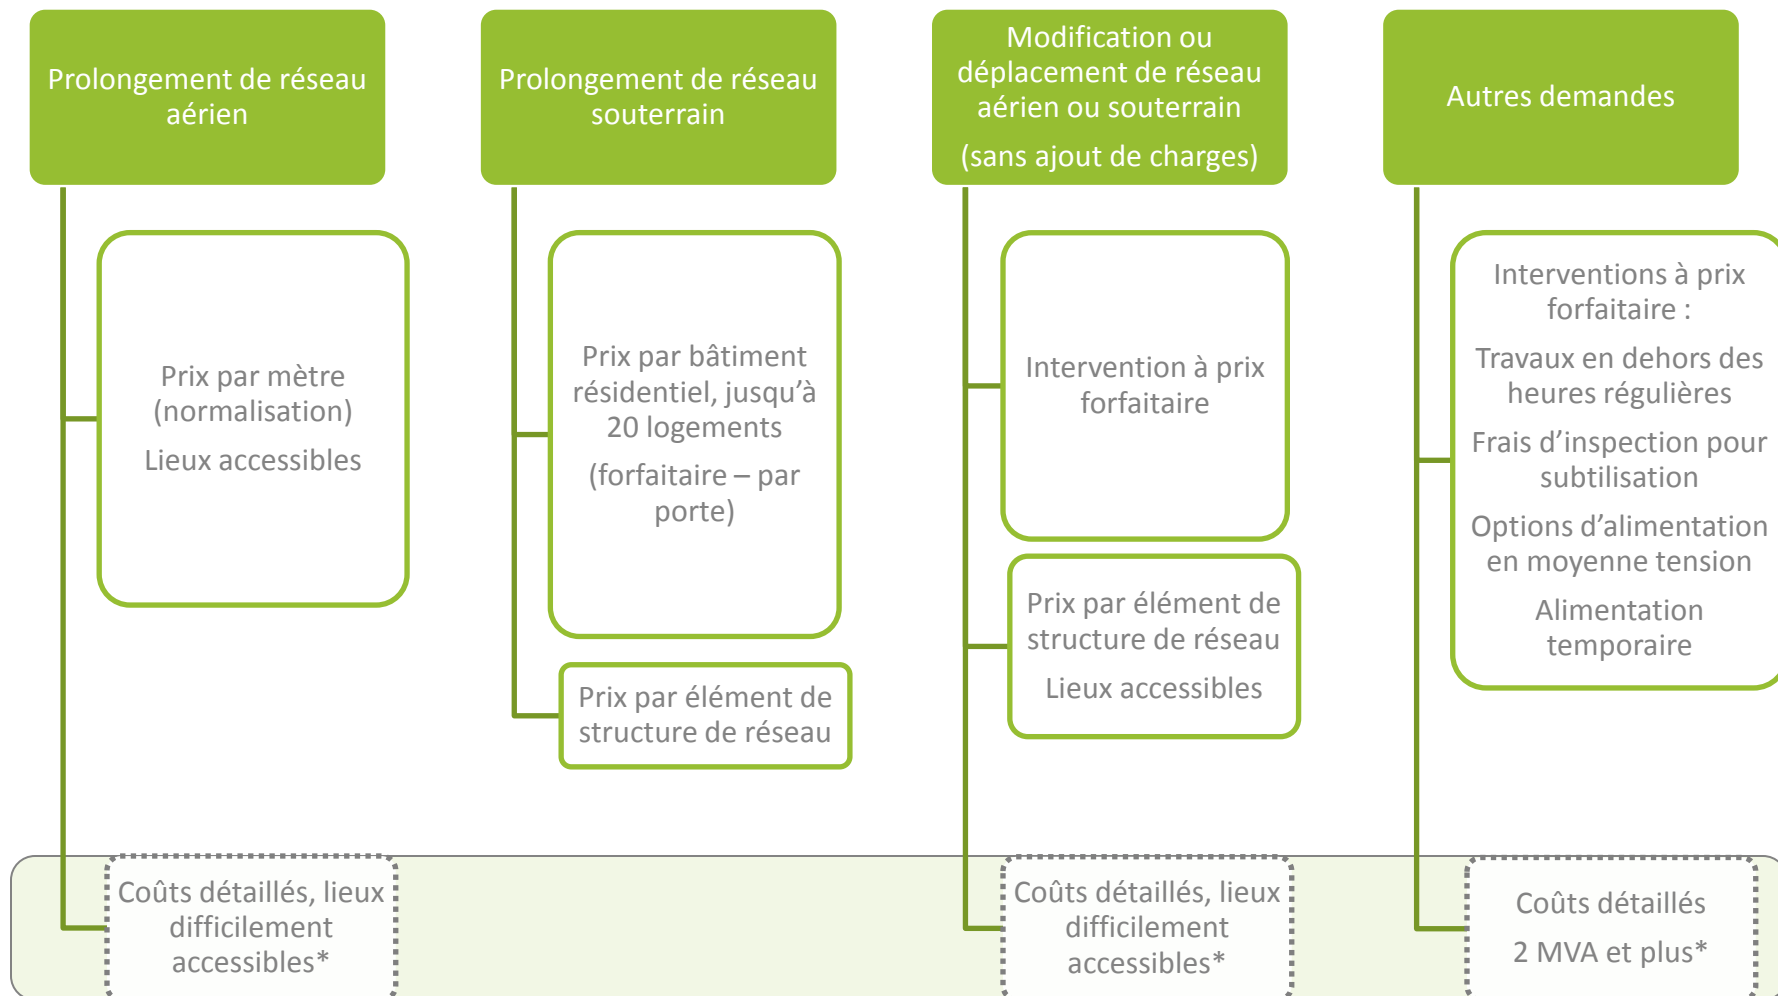 Prolongement de réseau
aérien
Prix par mètre
(normalisation)
Lieux accessibles
Coûts détaillés, lieux
difficilement
accessibles*
Prolongement de réseau
souterrain
Prix par bâtiment
résidentiel, jusqu’à
20 logements
(forfaitaire – par
porte)
Prix par élément de
structure de réseau
Modification ou
déplacement de réseau
aérien ou souterrain
(sans ajout de charges)
Intervention à prix
forfaitaire
Prix par élément de
structure de réseau
Lieux accessibles
Coûts détaillés, lieux
difficilement
accessibles*
Autres demandes
Interventions à prix
forfaitaire :
Travaux en dehors des
heures régulières
Frais d’inspection pour
subtilisation
Options d’alimentation
en moyenne tension
Alimentation
temporaire
Coûts détaillés
2 MVA et plus*